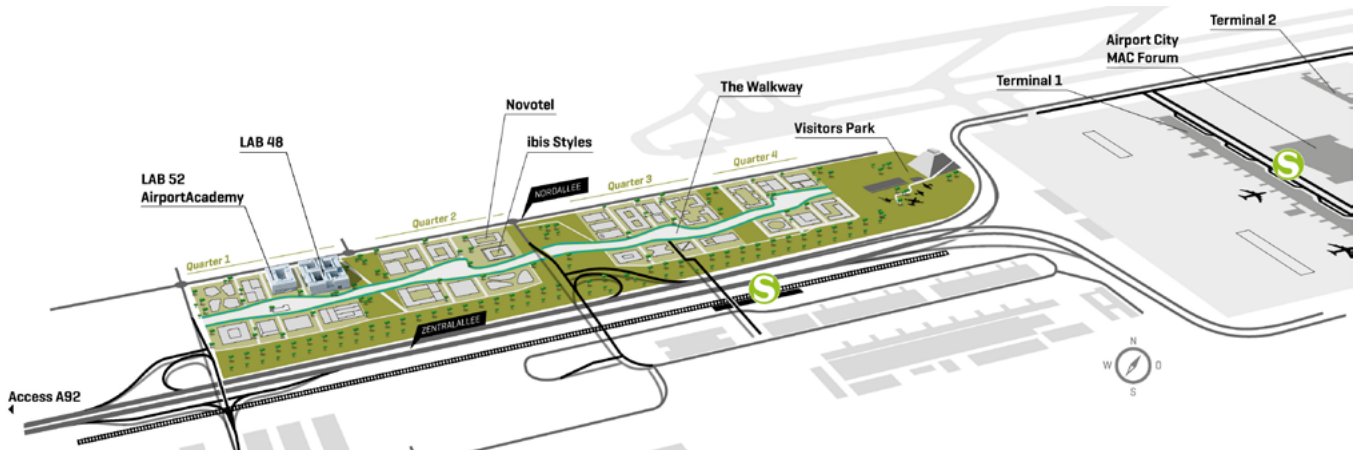 Terminal 2
Airport City
MAC Forum
Terminal 1
The Walkway
Novotel
Visitors Park
ibis Styles
LAB 48
Quarter 4
LAB 52
AirportAcademy
NORDALLEE
Quarter 3
Quarter 2
Quarter 1
S
S
ZENTRALALLEE
N
W O
S
Access A92